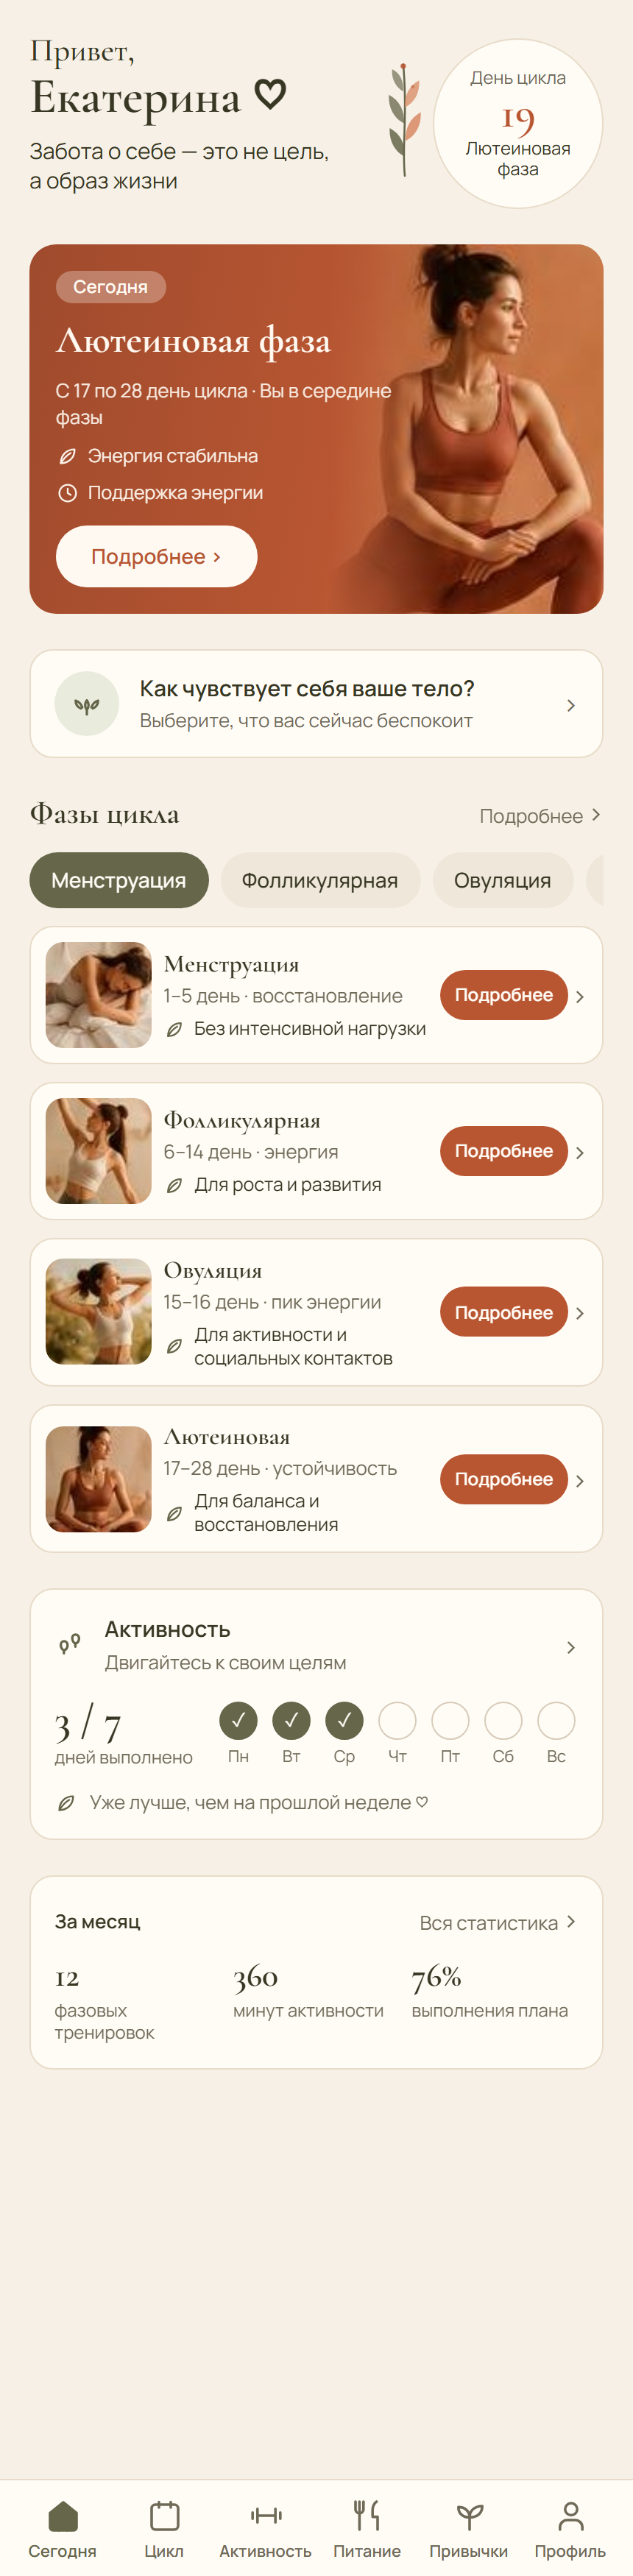 Привет,
Екатерина ♡
Забота о себе — это не цель,
а образ жизни
День цикла
19
Лютеиновая
фаза
Сегодня
Лютеиновая фаза
С 17 по 28 день цикла · Вы в середине
фазы
Энергия стабильна
Поддержка энергии
Подробнее ›
Как чувствует себя ваше тело?
Выберите, что вас сейчас беспокоит
Фазы цикла
Подробнее
Менструация
Фолликулярная
Овуляция
Менструация
1–5 день · восстановление
Без интенсивной нагрузки
Подробнее
Фолликулярная
6–14 день · энергия
Для роста и развития
Подробнее
Овуляция
15–16 день · пик энергии
Для активности и
социальных контактов
Подробнее
Лютеиновая
17–28 день · устойчивость
Для баланса и
восстановления
Подробнее
Активность
Двигайтесь к своим целям
3 / 7
дней выполнено
✓ ✓ ✓
Пн Вт Ср Чт Пт Сб Вс
Уже лучше, чем на прошлой неделе ♡
За месяц
Вся статистика
12
фазовых
тренировок
360
минут активности
76%
выполнения плана
Сегодня Цикл Активность Питание Привычки Профиль